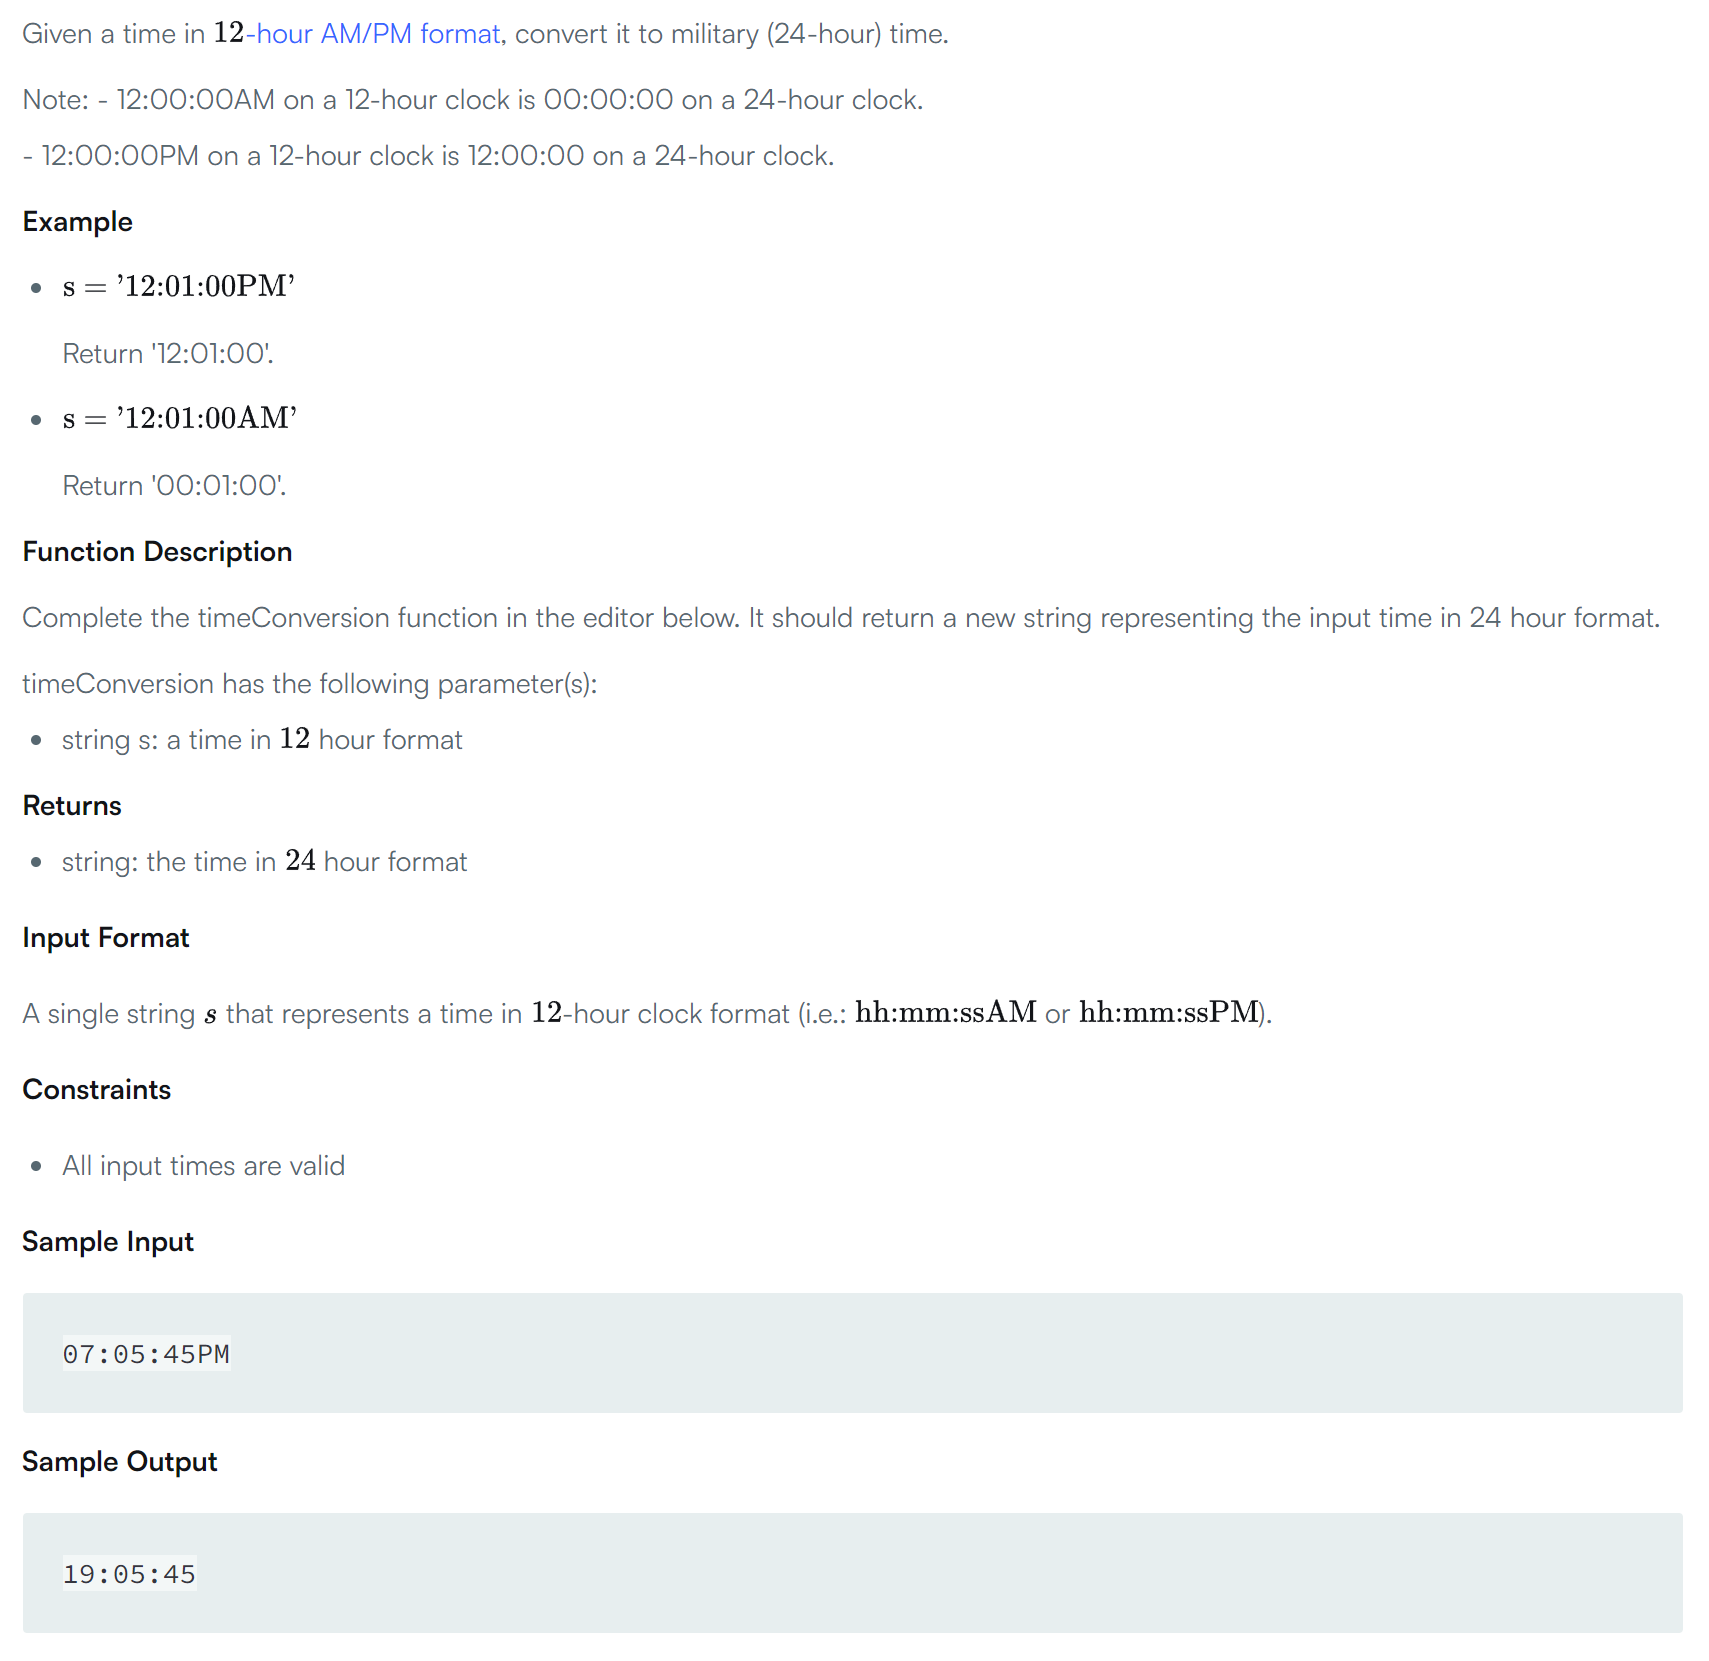 Given a time in 12-hour AM/PM format, convert it to military (24-hour) time.
Note: - 12:00:00AM on a 12-hour clock is 00:00:00 on a 24-hour clock.
- 12:00:00PM on a 12-hour clock is 12:00:00 on a 24-hour clock.
Example
• s = ’12:01:00PM’
Return '12:01:00'.
• s = ’12:01:00AM’
Return '00:01:00'.
Function Description
Complete the timeConversion function in the editor below. It should return a new string representing the input time in 24 hour format.
timeConversion has the following parameter(s):
• string s: a time in 12 hour format
Returns
• string: the time in 24 hour format
Input Format
A single string s that represents a time in 12-hour clock format (i.e.: hh:mm:ssAM or hh:mm:ssPM).
Constraints
• All input times are valid
Sample Input
07:05:45PM
Sample Output
19:05:45